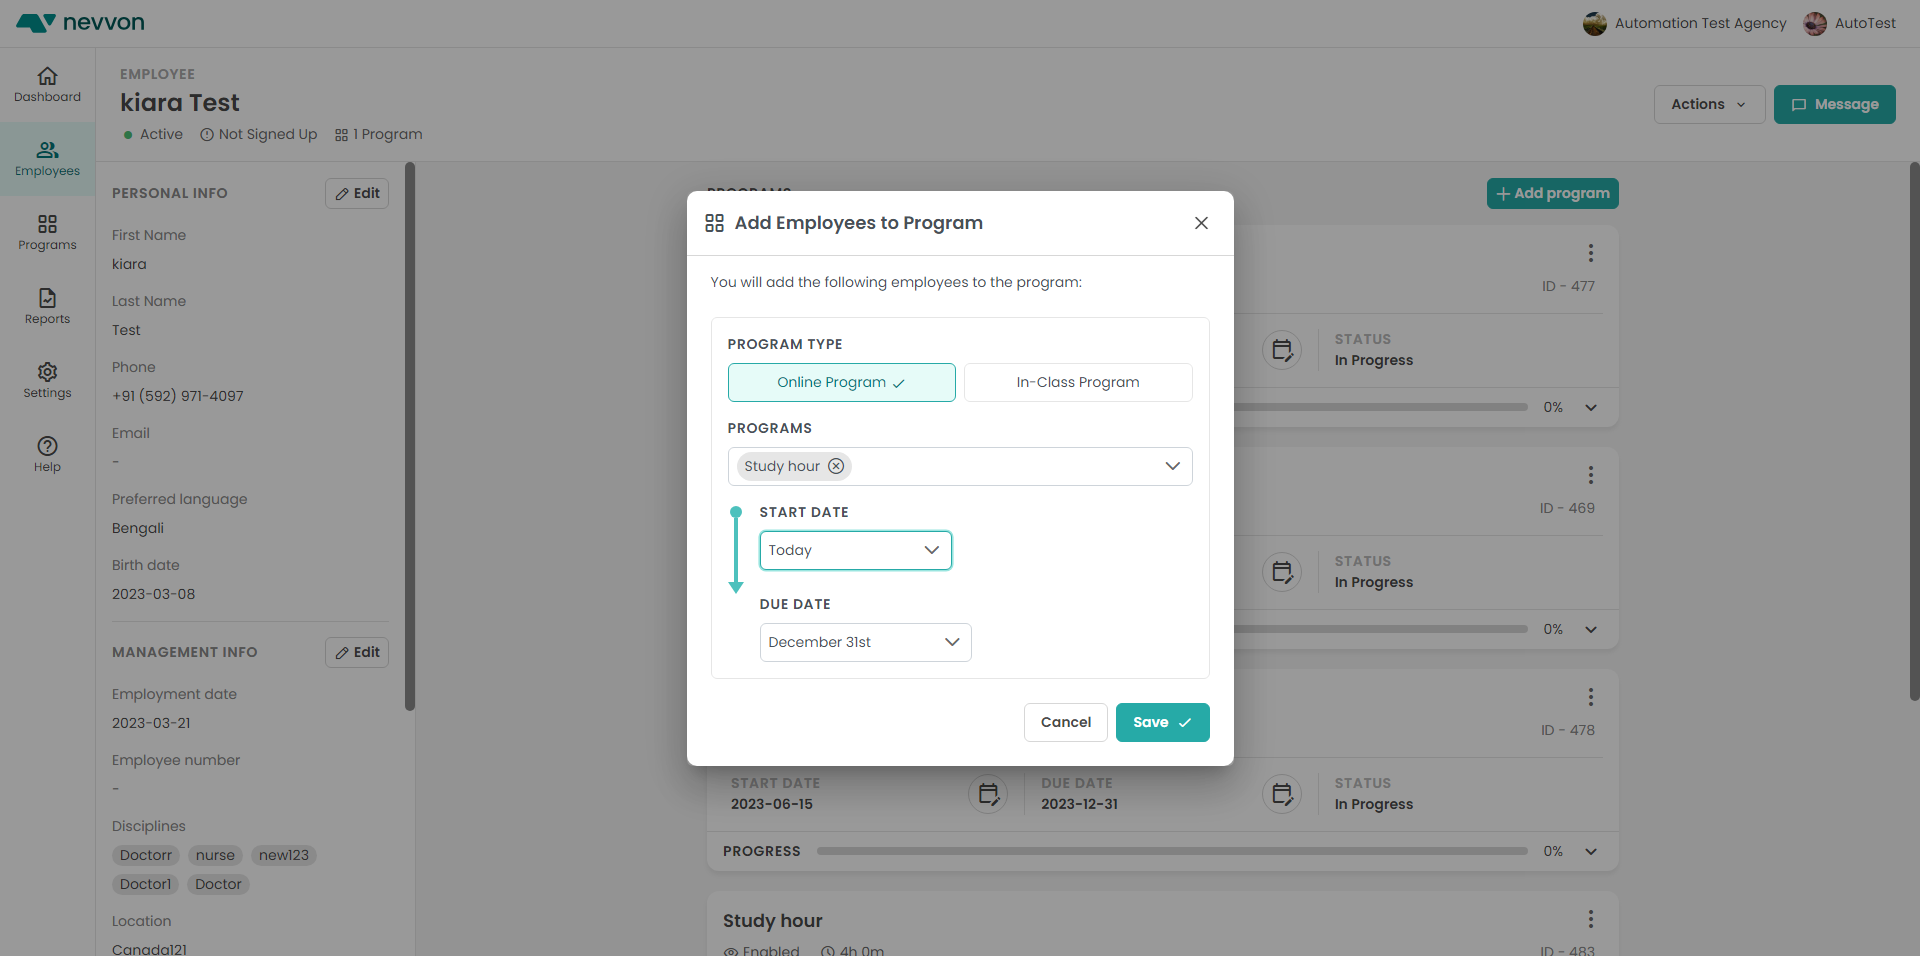 nevvon
Automation Test Agency
AutoTest
Dashboard
Employees
Programs
Reports
Settings
Help
EMPLOYEE
kiara Test
Active
Not Signed Up
1 Program
Actions
Message
PERSONAL INFO
Edit
First Name
kiara
Last Name
Test
Phone
+91 (592) 971-4097
Email
-
Preferred language
Bengali
Birth date
2023-03-08
MANAGEMENT INFO
Edit
Employment date
2023-03-21
Employee number
-
Disciplines
Doctorr nurse new123
Doctor1 Doctor
Location
Canada121
PROGRAMS
Add program
Add Employees to Program
You will add the following employees to the program:
PROGRAM TYPE
Online Program
In-Class Program
PROGRAMS
Study hour
START DATE
Today
DUE DATE
December 31st
Cancel
Save
ID - 477
STATUS
In Progress
0%
ID - 469
STATUS
In Progress
0%
ID - 478
START DATE
2023-06-15
DUE DATE
2023-12-31
STATUS
In Progress
PROGRESS
0%
Study hour
Enabled
4h 0m
ID - 483